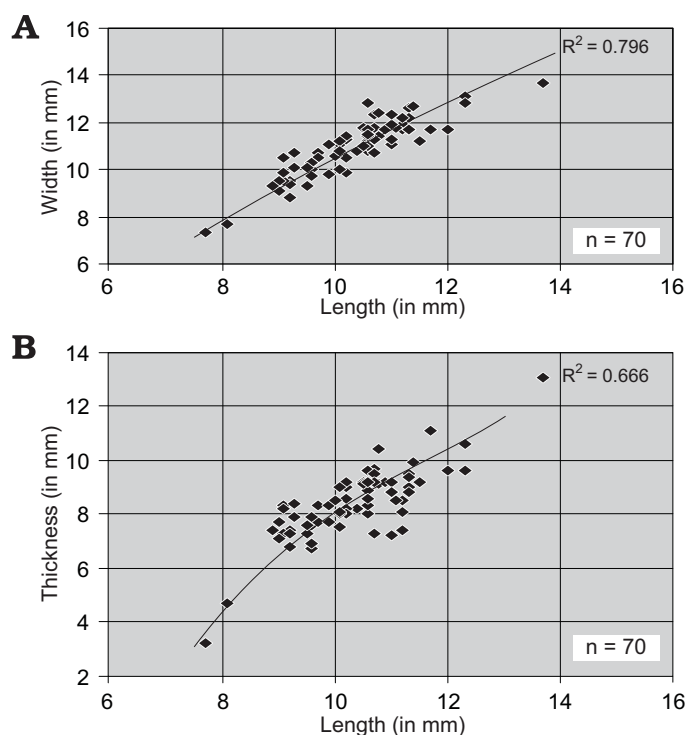 A
16
14
12
10
8
6
Width (in mm)
R² = 0.796
n = 70
6 8 10 12 14 16
Length (in mm)
B
14
12
10
8
6
4
2
Thickness (in mm)
R² = 0.666
n = 70
6 8 10 12 14 16
Length (in mm)